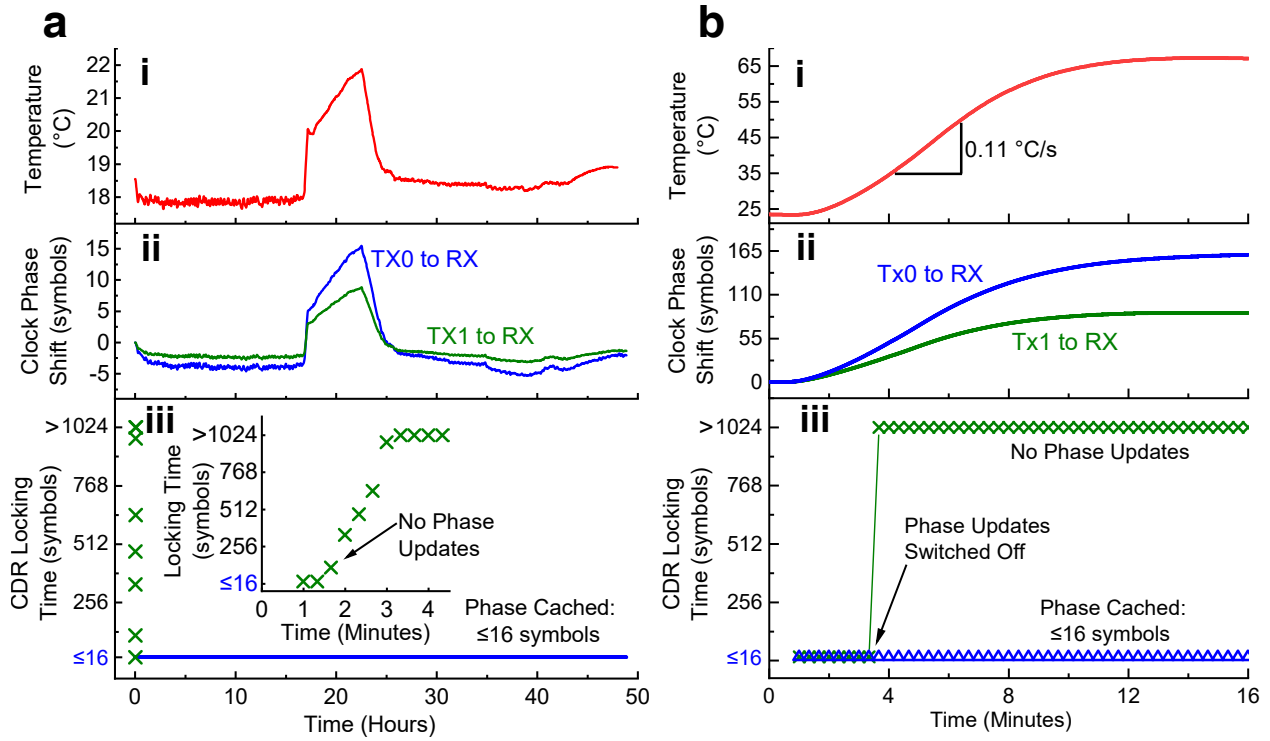 a
i
Temperature
(°C)
22
21
20
19
18
ii
Clock Phase
Shift (symbols)
15
10
5
0
-5
TX0 to RX
TX1 to RX
iii
CDR Locking
Time (symbols)
>1024
768
512
256
≤16
Locking Time
(symbols)
>1024
768
512
256
≤16
No Phase
Updates
0 1 2 3 4
Time (Minutes)
Phase Cached:
≤16 symbols
0 10 20 30 40 50
Time (Hours)
b
i
Temperature
(°C)
65
55
45
35
25
0.11 °C/s
ii
Clock Phase
Shift (symbols)
165
110
55
0
Tx0 to RX
Tx1 to RX
iii
CDR Locking
Time (symbols)
>1024
768
512
256
≤16
No Phase Updates
Phase Updates
Switched Off
Phase Cached:
≤16 symbols
0 4 8 12 16
Time (Minutes)